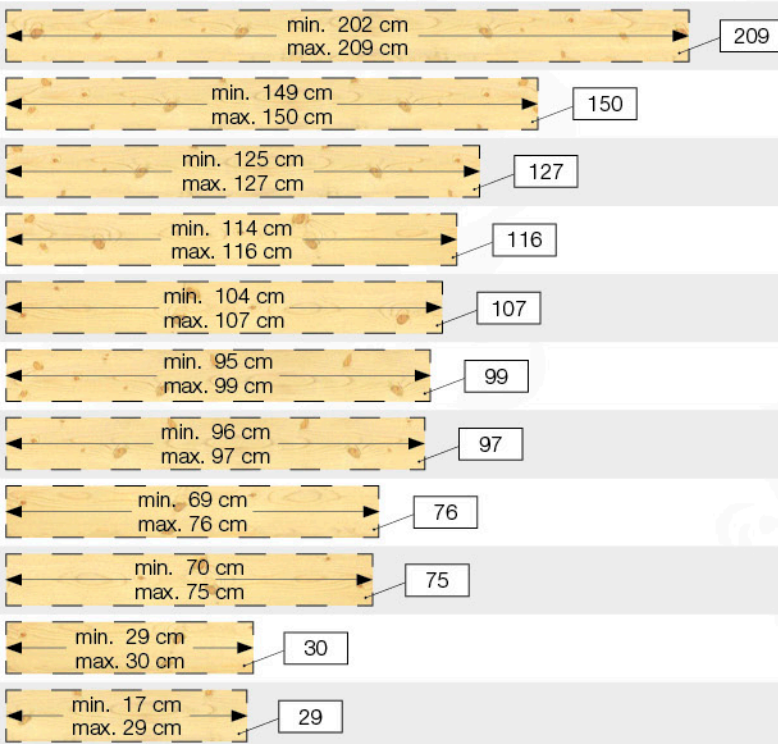 min. 202 cm
max. 209 cm
209
min. 149 cm
max. 150 cm
150
min. 125 cm
max. 127 cm
127
min. 114 cm
max. 116 cm
116
min. 104 cm
max. 107 cm
107
min. 95 cm
max. 99 cm
99
min. 96 cm
max. 97 cm
97
min. 69 cm
max. 76 cm
76
min. 70 cm
max. 75 cm
75
min. 29 cm
max. 30 cm
30
min. 17 cm
max. 29 cm
29